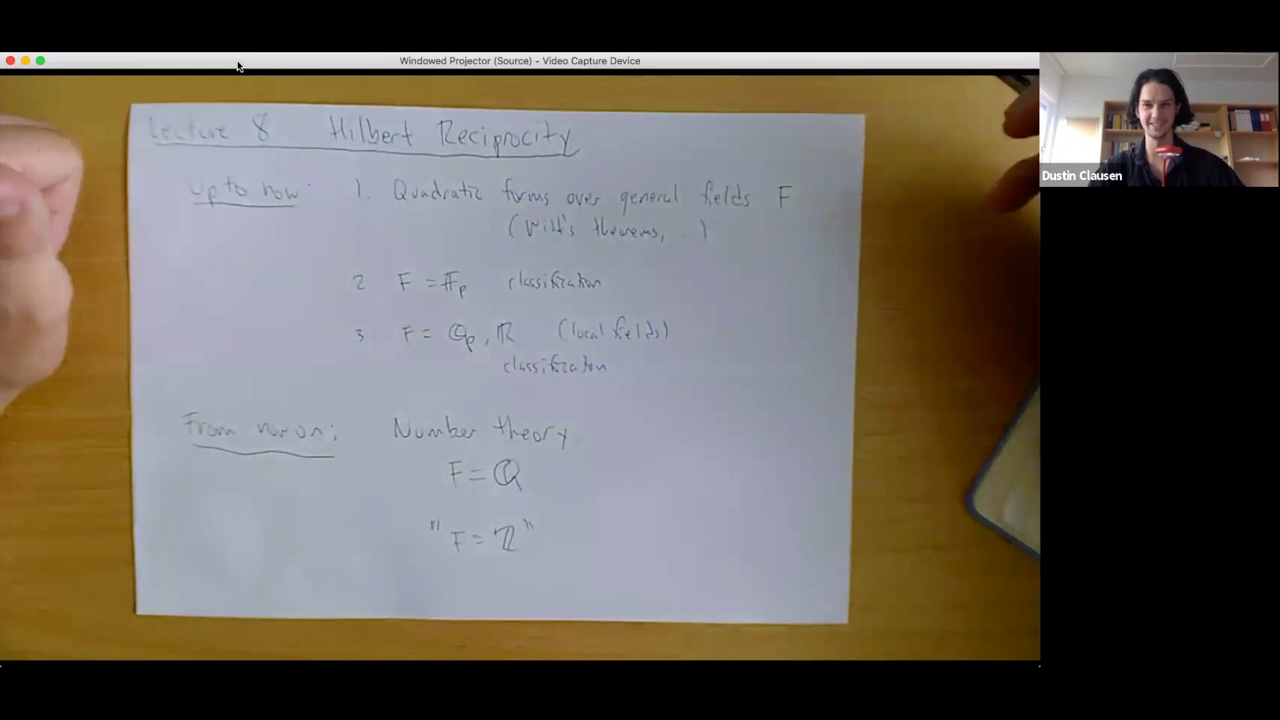 Windowed Projector (Source) - Video Capture Device
Lecture 8 Hilbert Reciprocity
Dustin Clausen
Up to now: 1. Quadratic forms over general fields F
(Witt's theorems, ...)
2 F = 𝔽p classification
3 F = ℚp, ℝ (local fields)
classification
From now on: Number theory
F = ℚ
"F = ℤ"